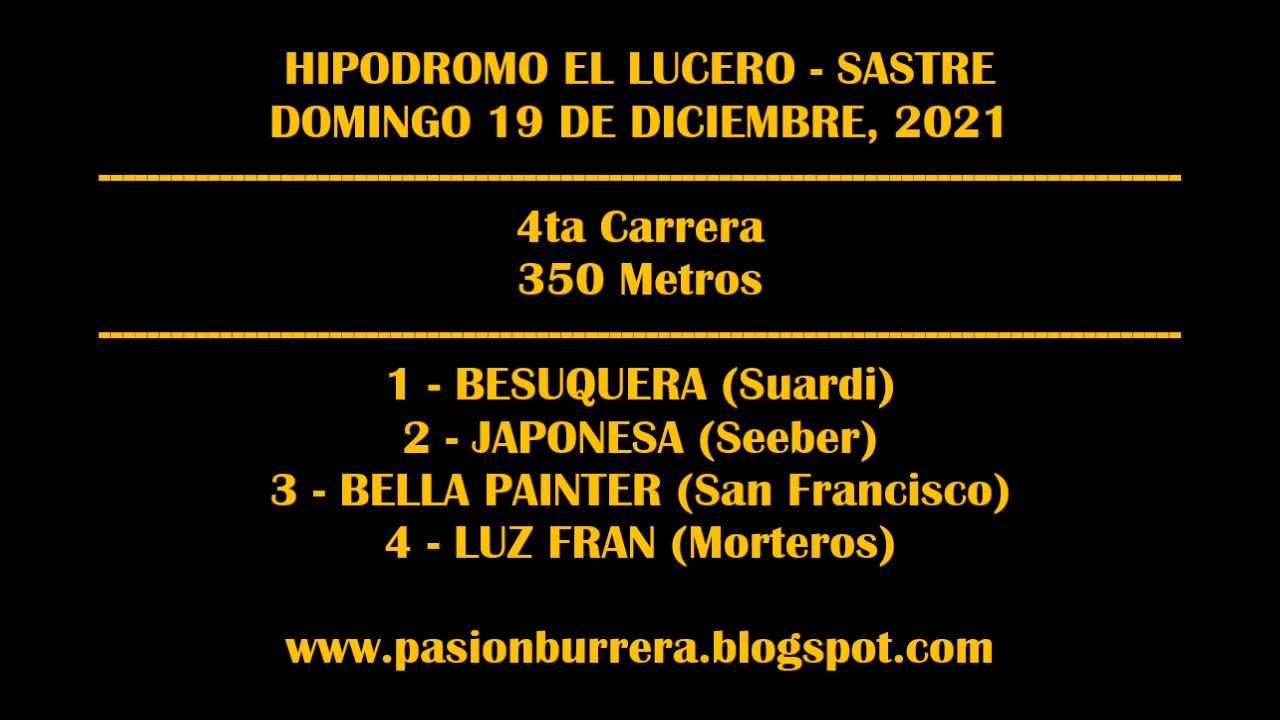 HIPODROMO EL LUCERO - SASTRE
DOMINGO 19 DE DICIEMBRE, 2021
4ta Carrera
350 Metros
1 - BESUQUERA (Suardi)
2 - JAPONESA (Seeber)
3 - BELLA PAINTER (San Francisco)
4 - LUZ FRAN (Morteros)
www.pasionburrera.blogspot.com